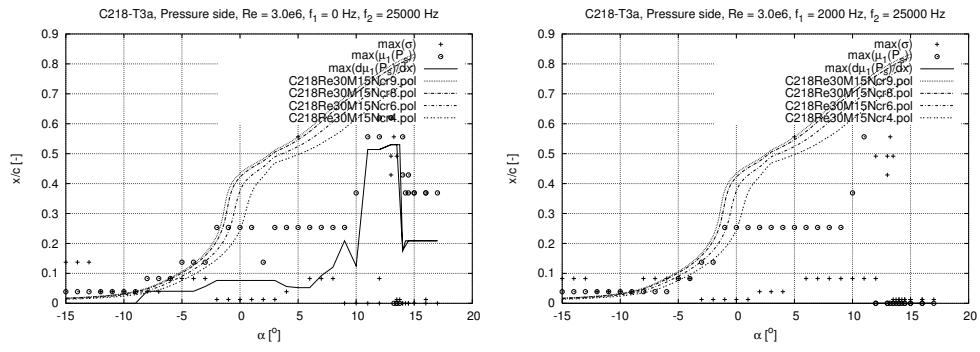 C218-T3a, Pressure side, Re = 3.0e6, f1 = 0 Hz, f2 = 25000 Hz
0.9
0.8
0.7
0.6
0.5
0.4
0.3
0.2
0.1
0
x/c [-]
max(σ)
max(μ1(Ps))
max(dμ1(Ps)/dx)
C218Re30M15Ncr9.pol
C218Re30M15Ncr8.pol
C218Re30M15Ncr6.pol
C218Re30M15Ncr4.pol
-15 -10 -5 0 5 10 15 20
α [o]
C218-T3a, Pressure side, Re = 3.0e6, f1 = 2000 Hz, f2 = 25000 Hz
0.9
0.8
0.7
0.6
0.5
0.4
0.3
0.2
0.1
0
x/c [-]
max(σ)
max(μ1(Ps))
max(dμ1(Ps)/dx)
C218Re30M15Ncr9.pol
C218Re30M15Ncr8.pol
C218Re30M15Ncr6.pol
C218Re30M15Ncr4.pol
-15 -10 -5 0 5 10 15 20
α [o]